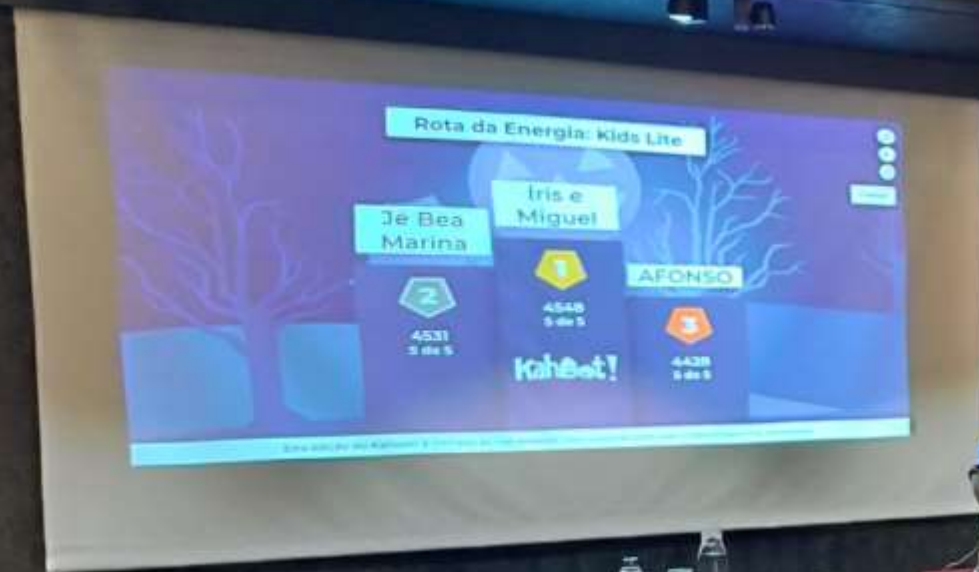 Rota da Energia: Kids Lite
Iris e
Miguel
1
4548
5 de 5
Je Bea
Marina
2
4531
5 de 5
AFONSO
3
4428
5 de 5
Kahoot!